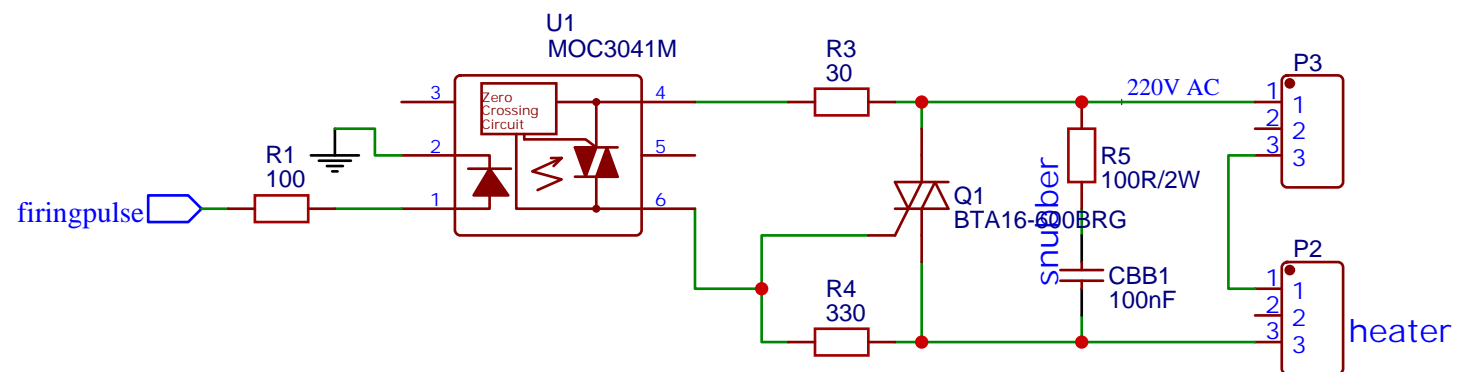 U1
MOC3041M
3
Zero
Crossing
Circuit
4
2
5
1
6
R1
100
firingpulse
R3
30
220V AC
P3
1
1
2
2
3
3
R5
100R/2W
snubber
Q1
BTA16-600BRG
CBB1
100nF
R4
330
P2
1
1
2
2
3
3
heater